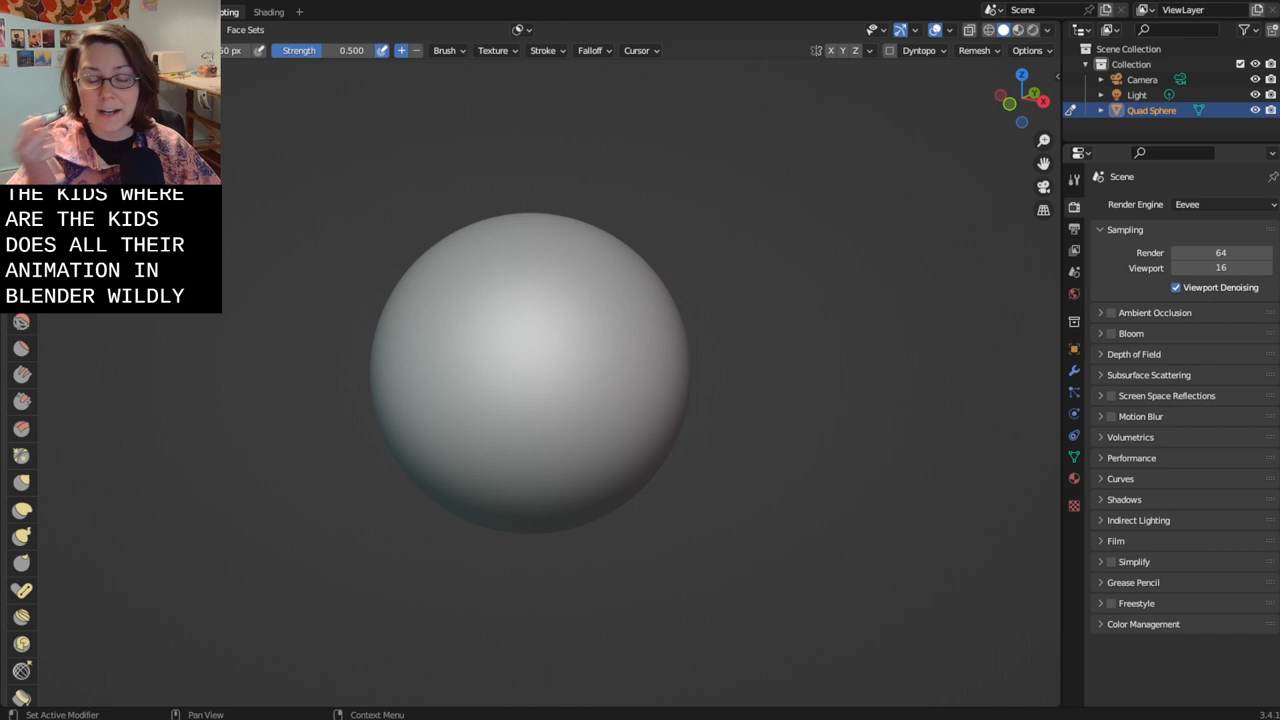 Shading +
Scene
ViewLayer
Face Sets
px Strength 0.500 + − Brush Texture Stroke Falloff Cursor X Y Z Dyntopo Remesh Options
Scene Collection
Collection
Camera
Light
Quad Sphere
Z
Y
X
Scene
Render Engine Eevee
Sampling
Render 64
Viewport 16
Viewport Denoising
Ambient Occlusion
Bloom
Depth of Field
Subsurface Scattering
Screen Space Reflections
Motion Blur
Volumetrics
Performance
Curves
Shadows
Indirect Lighting
Film
Simplify
Grease Pencil
Freestyle
Color Management
THE KIDS WHERE
ARE THE KIDS
DOES ALL THEIR
ANIMATION IN
BLENDER WILDLY
Set Active Modifier Pan View Context Menu 3.4.1